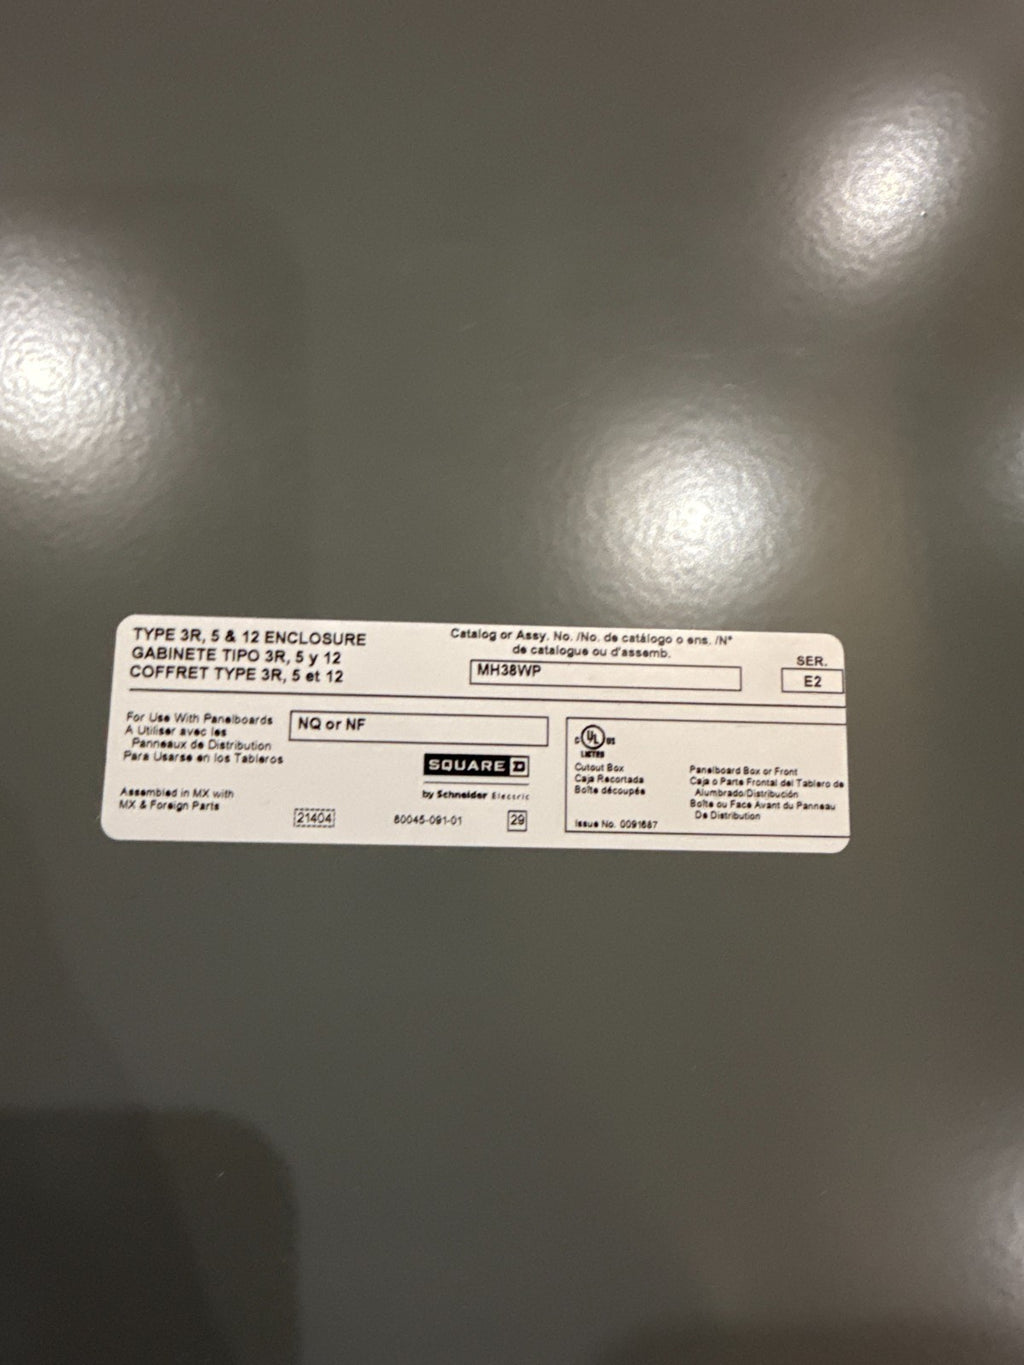 TYPE 3R, 5 & 12 ENCLOSURE
GABINETE TIPO 3R, 5 y 12
COFFRET TYPE 3R, 5 et 12
Catalog or Assy. No. /No. de catálogo o ens. /N°
de catalogue ou d'assemb.
MH38WP
SER.
E2
For Use With Panelboards
A Utiliser avec les
Panneaux de Distribution
Para Usarse en los Tableros
NQ or NF
SQUARE D
by Schneider Electric
Assembled in MX with
MX & Foreign Parts
21404
80045-091-01
29
C UL US
LISTED
Cutout Box
Caja Recortada
Boîte découpée
Issue No. 0091687
Panelboard Box or Front
Caja o Parte Frontal del Tablero de
Alumbrado/Distribución
Boîte ou Face Avant du Panneau
De Distribution